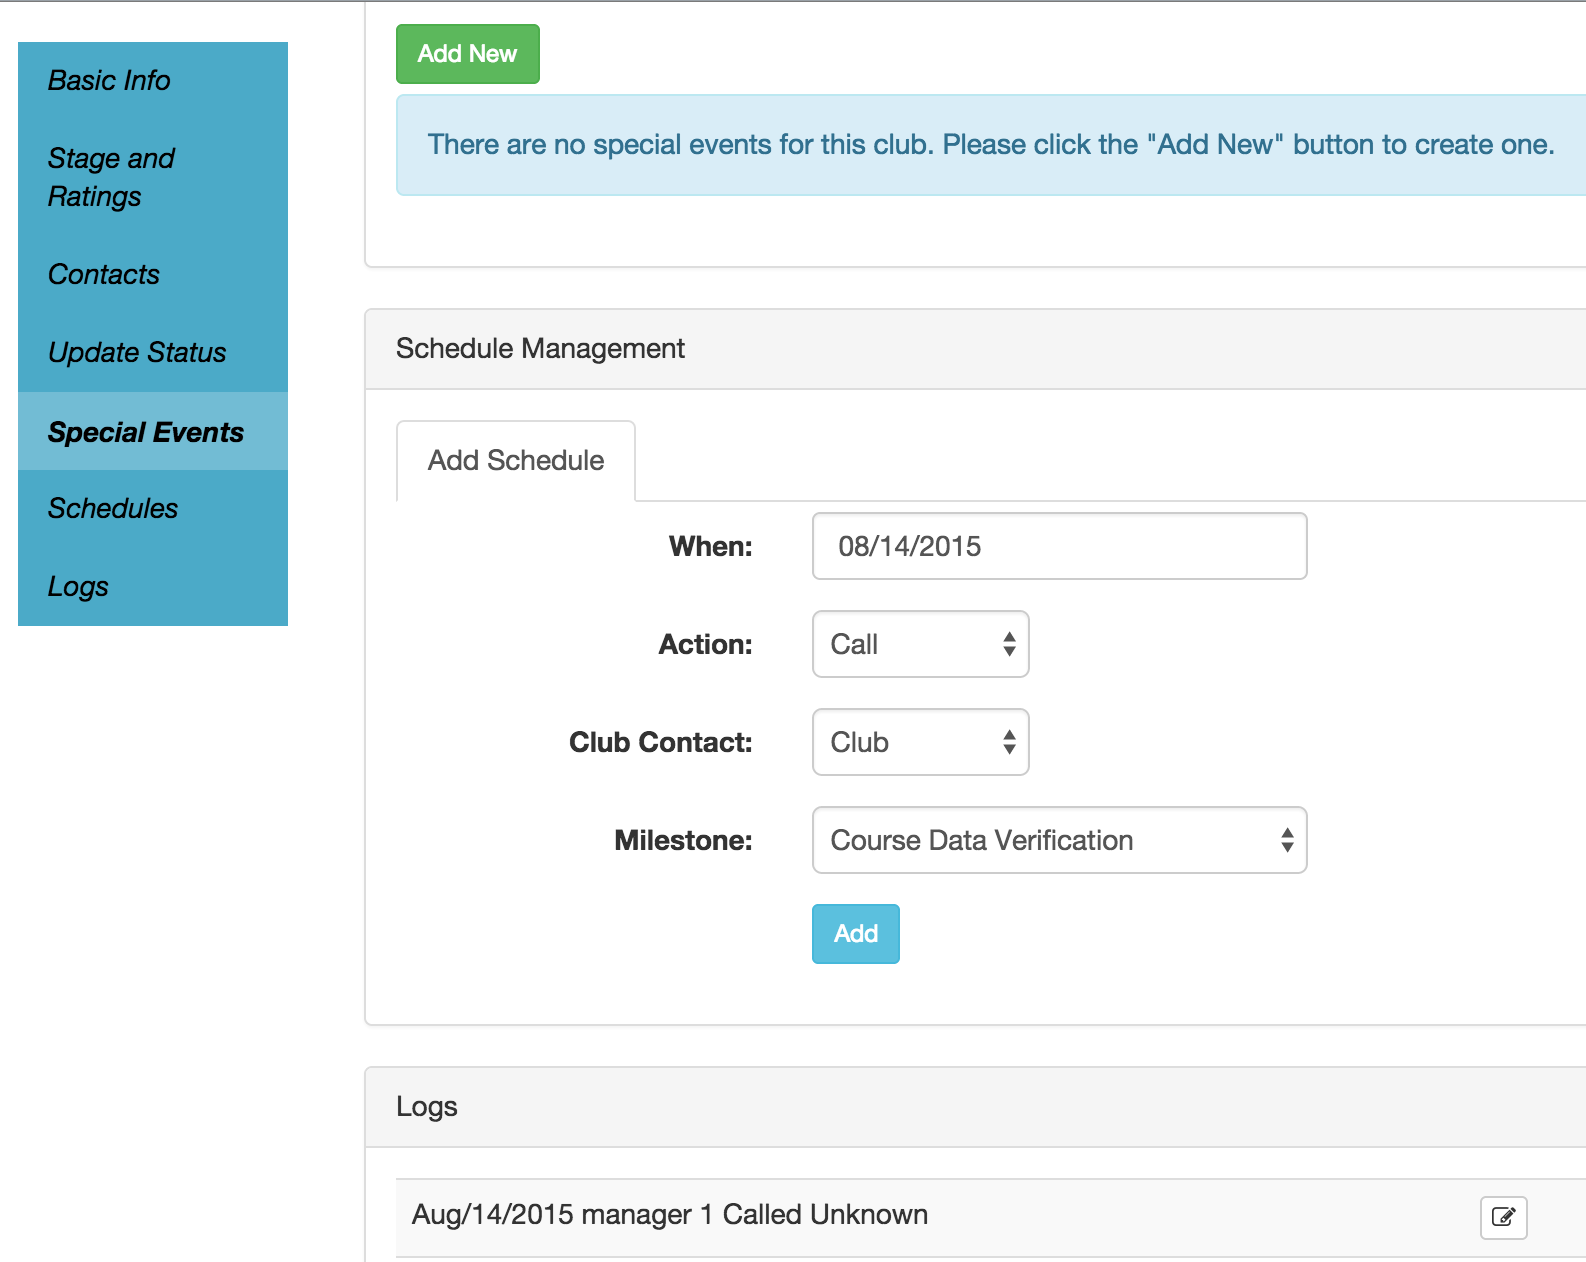 Basic Info
Stage and
Ratings
Contacts
Update Status
Special Events
Schedules
Logs
Add New
There are no special events for this club. Please click the "Add New" button to create one.
Schedule Management
Add Schedule
When: 08/14/2015
Action: Call
Club Contact: Club
Milestone: Course Data Verification
Add
Logs
Aug/14/2015 manager 1 Called Unknown